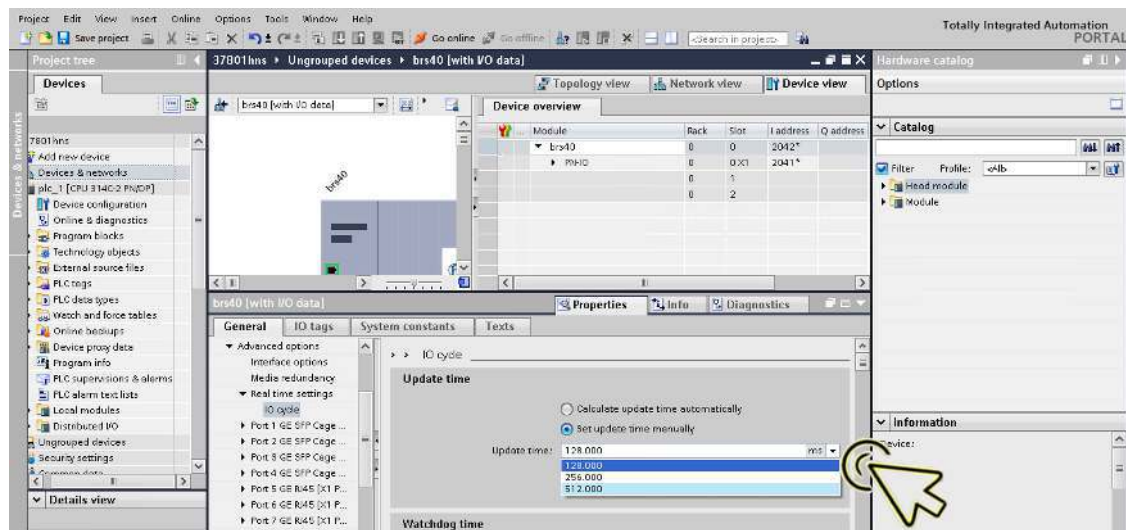 Project Edit View Insert Online Options Tools Window Help
Totally Integrated Automation
PORTAL
Save project Go online Go offline <Search in project>
Project tree
37801hns Ungrouped devices brs40 [with I/O data]
Hardware catalog
Devices
Topology view Network view Device view
Options
brs40 [with I/O data]
Device overview
Module Rack Slot I address Q address
brs40 0 0 2042*
PN-IO 0 0 X1 2041*
0 1
0 2
brs40
Catalog
Filter Profile: <All>
Head module
Module
Devices & networks
7801hns
Add new device
Devices & networks
plc_1 [CPU 314C-2 PN/DP]
Device configuration
Online & diagnostics
Program blocks
Technology objects
External source files
PLC tags
PLC data types
Watch and force tables
Online backups
Device proxy data
Program info
PLC supervisions & alarms
PLC alarm text lists
Local modules
Distributed I/O
Ungrouped devices
Security settings
Common data
Details view
brs40 [with I/O data]
Properties Info Diagnostics
General IO tags System constants Texts
Advanced options
Interface options
Media redundancy
Real time settings
IO cycle
Port 1 GE SFP Cage ...
Port 2 GE SFP Cage ...
Port 3 GE SFP Cage ...
Port 4 GE SFP Cage ...
Port 5 GE RJ45 [X1 P...
Port 6 GE RJ45 [X1 P...
Port 7 GE RJ45 [X1 P...
> > IO cycle
Update time
Calculate update time automatically
Set update time manually
Update time: 128.000 ms
128.000
256.000
512.000
Watchdog time
Information
Device: